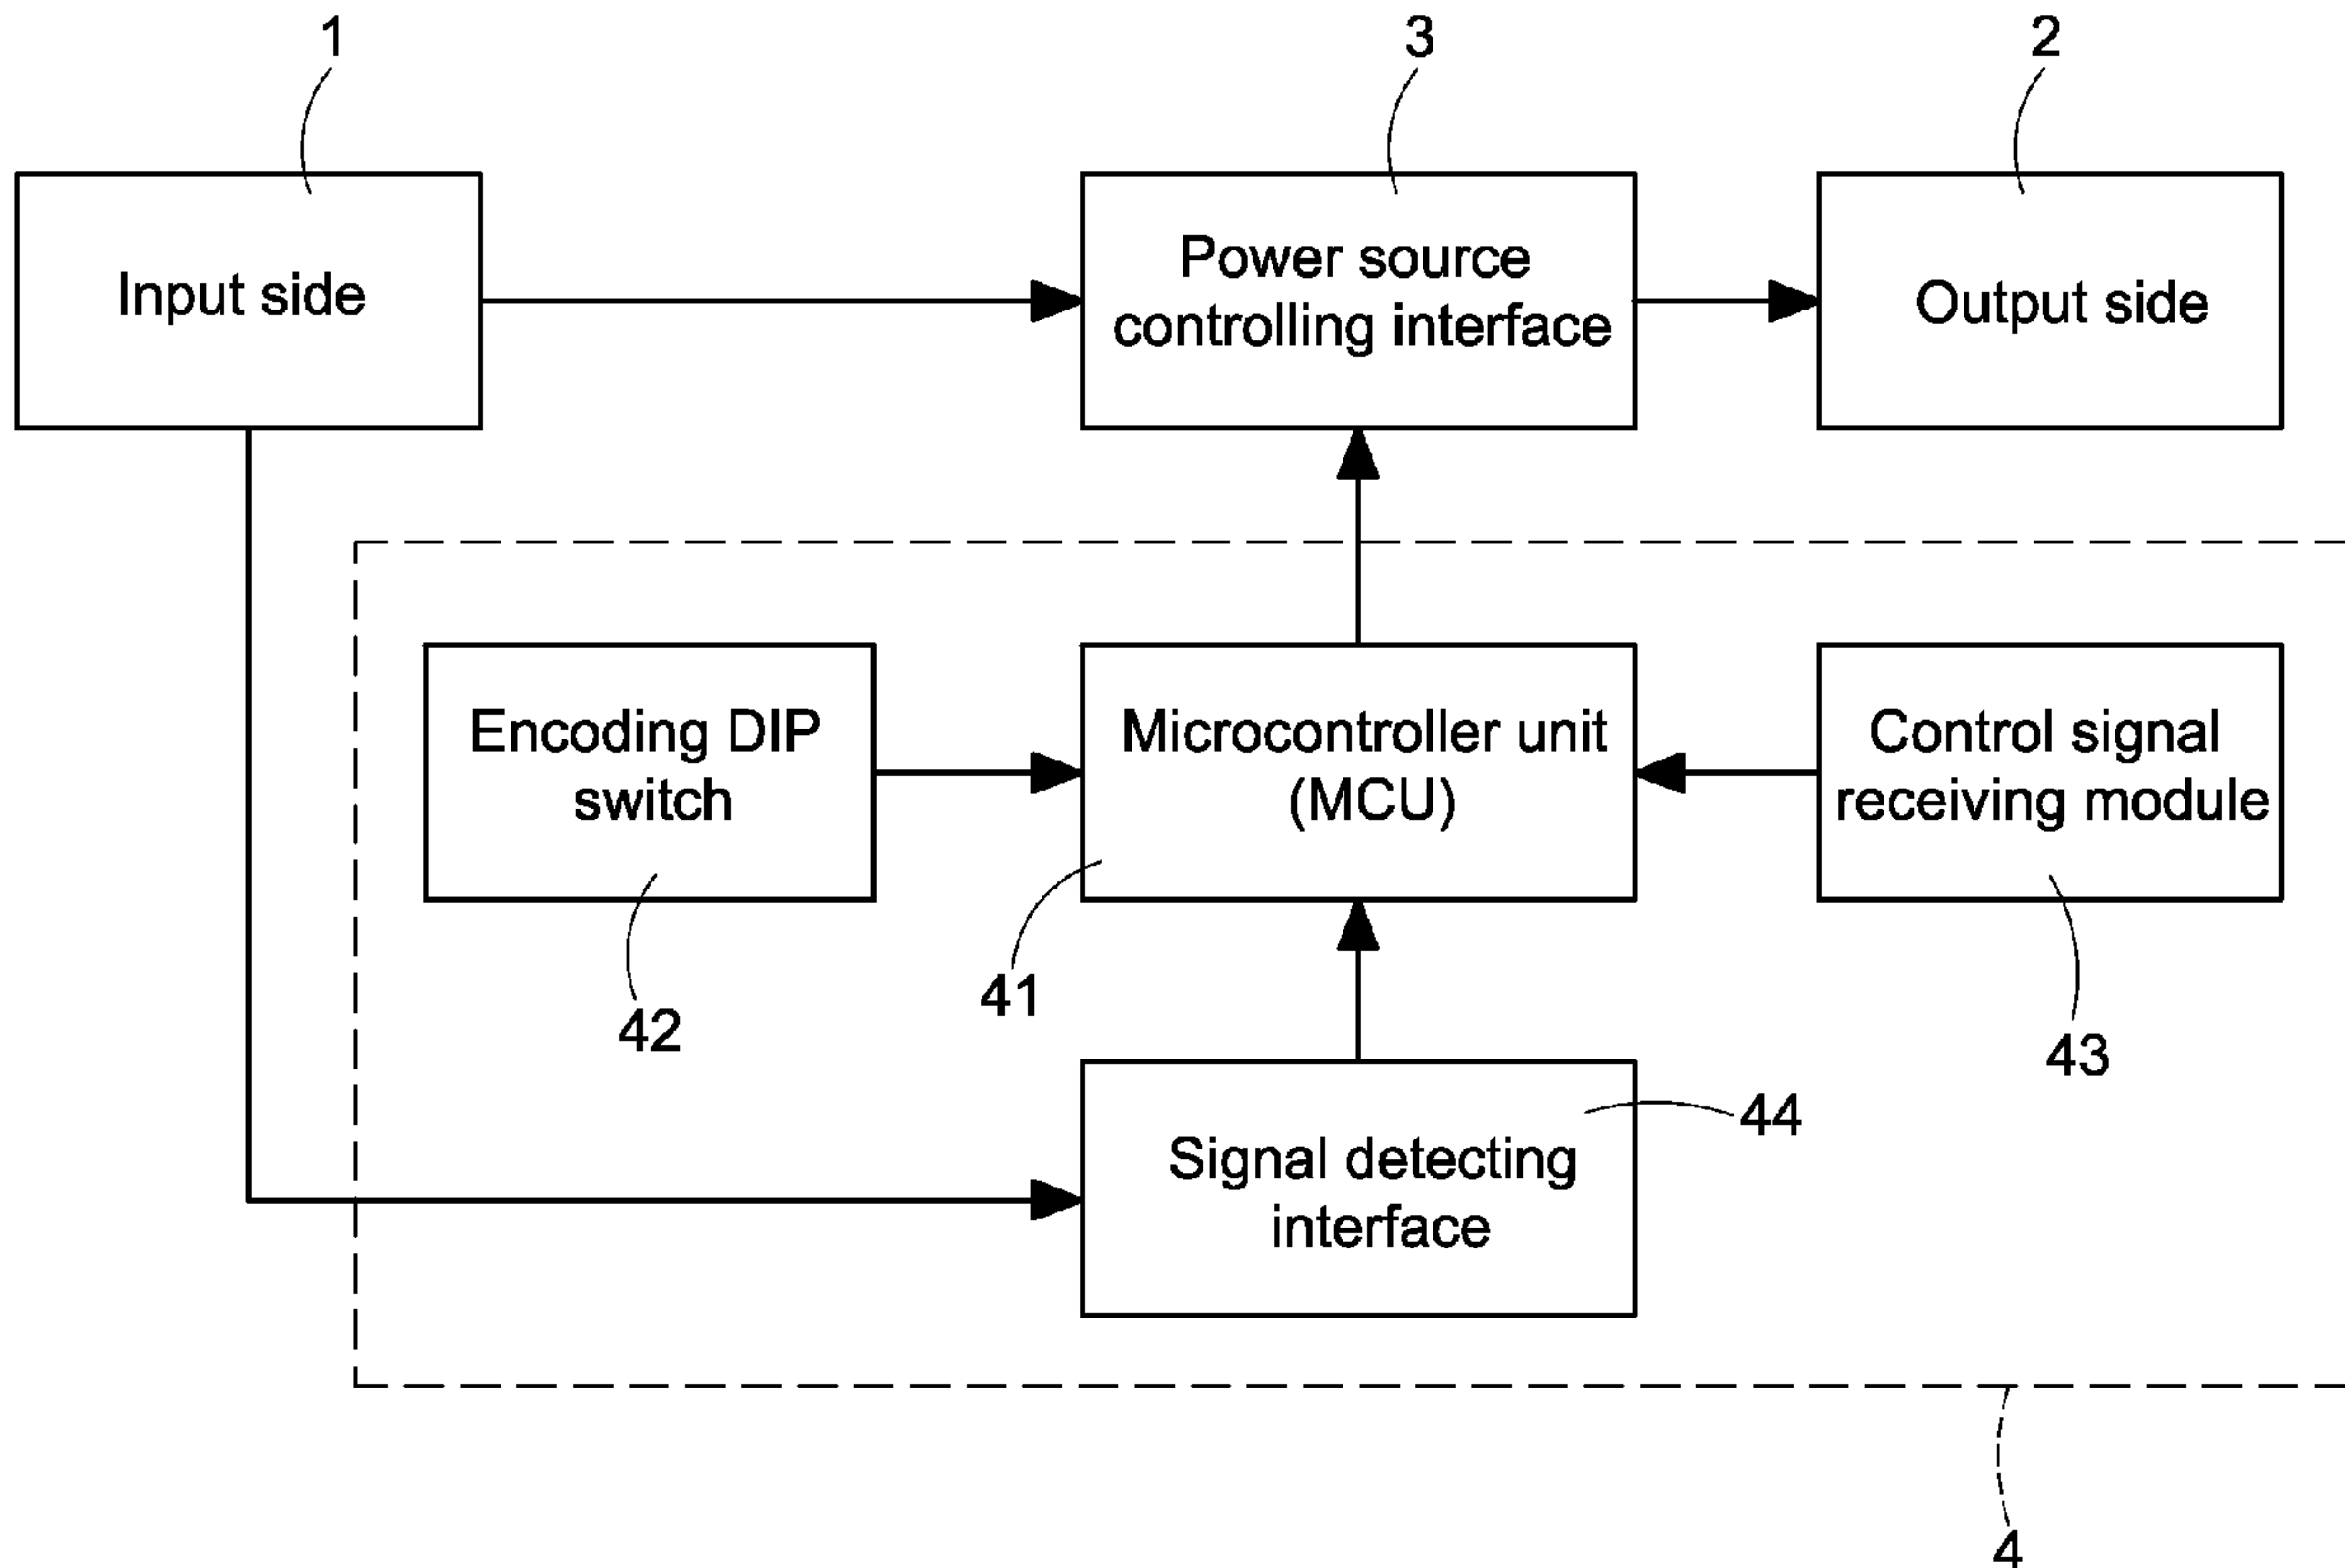 1
3
2
Input side
Power source
controlling interface
Output side
Encoding DIP
switch
Microcontroller unit
(MCU)
Control signal
receiving module
41
42
43
44
Signal detecting
interface
4